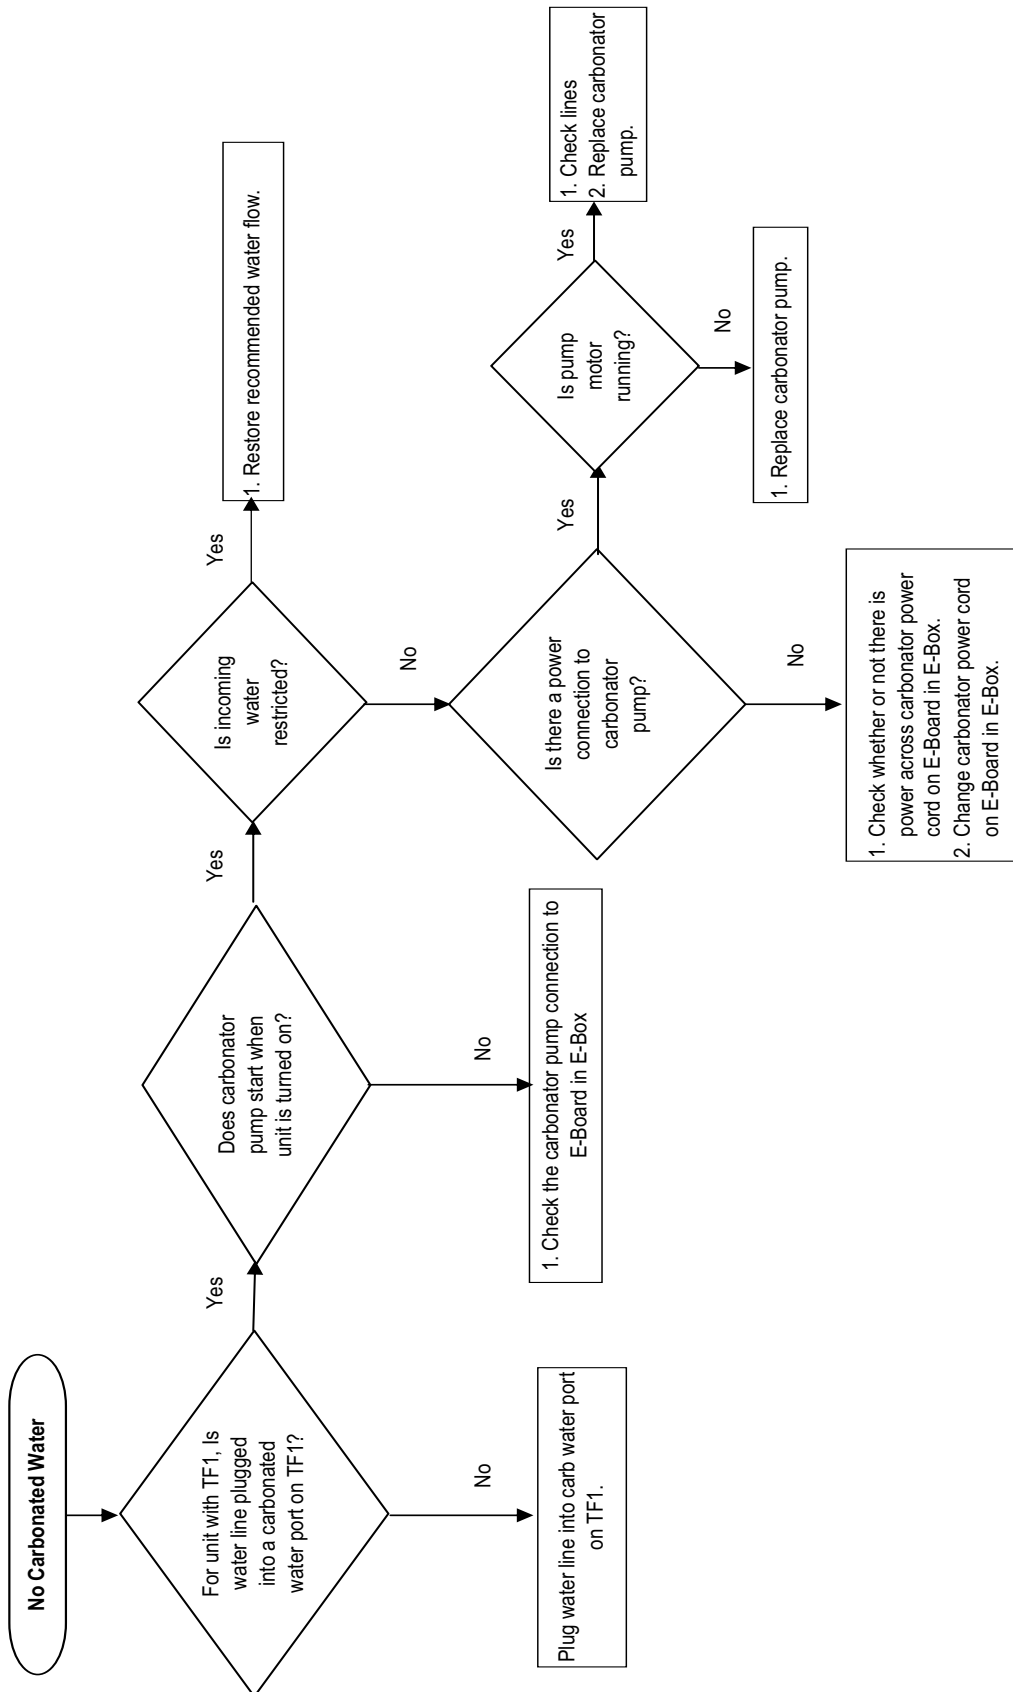 No Carbonated Water
For unit with TF1, Is
water line plugged
into a carbonated
water port on TF1?
No
Plug water line into carb water port
on TF1.
Yes
Does carbonator
pump start when
unit is turned on?
No
1. Check the carbonator pump connection to
E-Board in E-Box
Yes
Is incoming
water
restricted?
Yes
1. Restore recommended water flow.
No
Is there a power
connection to
carbonator
pump?
No
1. Check whether or not there is
power across carbonator power
cord on E-Board in E-Box.
2. Change carbonator power cord
on E-Board in E-Box.
Yes
Is pump
motor
running?
No
1. Replace carbonator pump.
Yes
1. Check lines
2. Replace carbonator
pump.